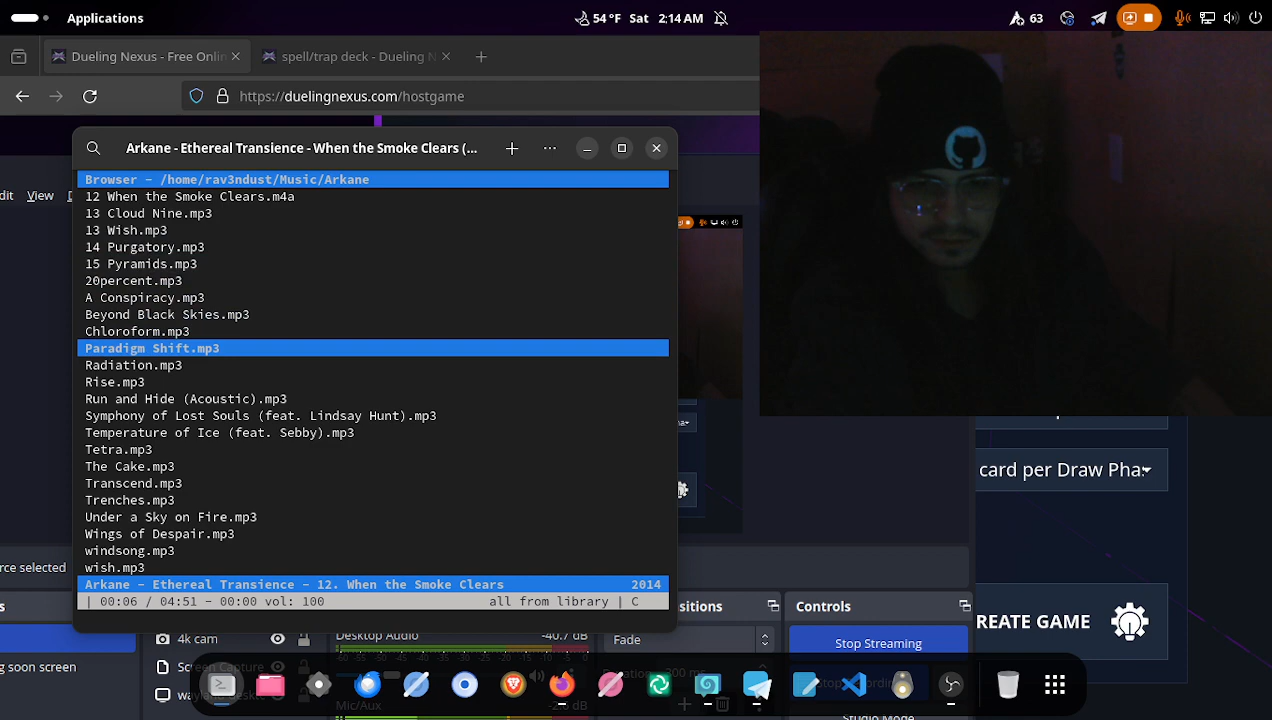 Applications
54 °F Sat 2:14 AM
63
Dueling Nexus - Free Onlin
spell/trap deck - Dueling N
https://duelingnexus.com/hostgame
Arkane - Ethereal Transience - When the Smoke Clears (...
dit View
Browser - /home/rav3ndust/Music/Arkane
12 When the Smoke Clears.m4a
13 Cloud Nine.mp3
13 Wish.mp3
14 Purgatory.mp3
15 Pyramids.mp3
20percent.mp3
A Conspiracy.mp3
Beyond Black Skies.mp3
Chloroform.mp3
Paradigm Shift.mp3
Radiation.mp3
Rise.mp3
Run and Hide (Acoustic).mp3
Symphony of Lost Souls (feat. Lindsay Hunt).mp3
Temperature of Ice (feat. Sebby).mp3
Tetra.mp3
The Cake.mp3
Transcend.mp3
Trenches.mp3
Under a Sky on Fire.mp3
Wings of Despair.mp3
windsong.mp3
wish.mp3
Arkane - Ethereal Transience - 12. When the Smoke Clears 2014
| 00:06 / 04:51 - 00:00 vol: 100 all from library | C
card per Draw Pha
CREATE GAME
rce selected
sitions
Controls
4k cam
Desktop Audio -40.7 dB
Fade
Stop Streaming
ng soon screen
Screen Capture
Mic/Aux
Studio Mode